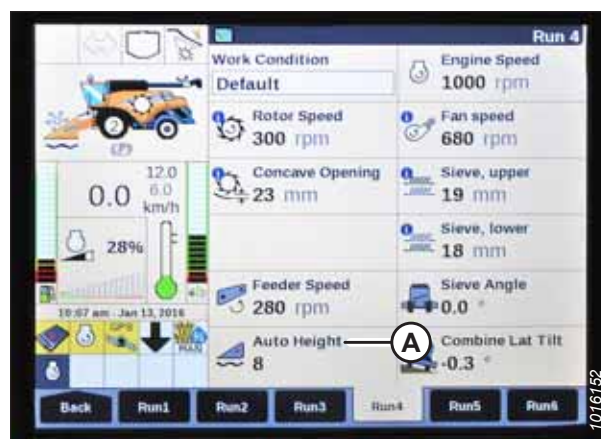 Run 4
Work Condition
Default
Engine Speed
1000 rpm
Rotor Speed
300 rpm
Fan speed
680 rpm
Concave Opening
23 mm
Sieve, upper
19 mm
Sieve, lower
18 mm
Feeder Speed
280 rpm
Sieve Angle
0.0 °
Auto Height
8
A
Combine Lat Tilt
-0.3 °
2
(P)
12.0
6.0
km/h
0.0
28%
10:07 am Jan 13, 2016
GPS
MAN
Back
Run1
Run2
Run3
Run4
Run5
Run6
1016152